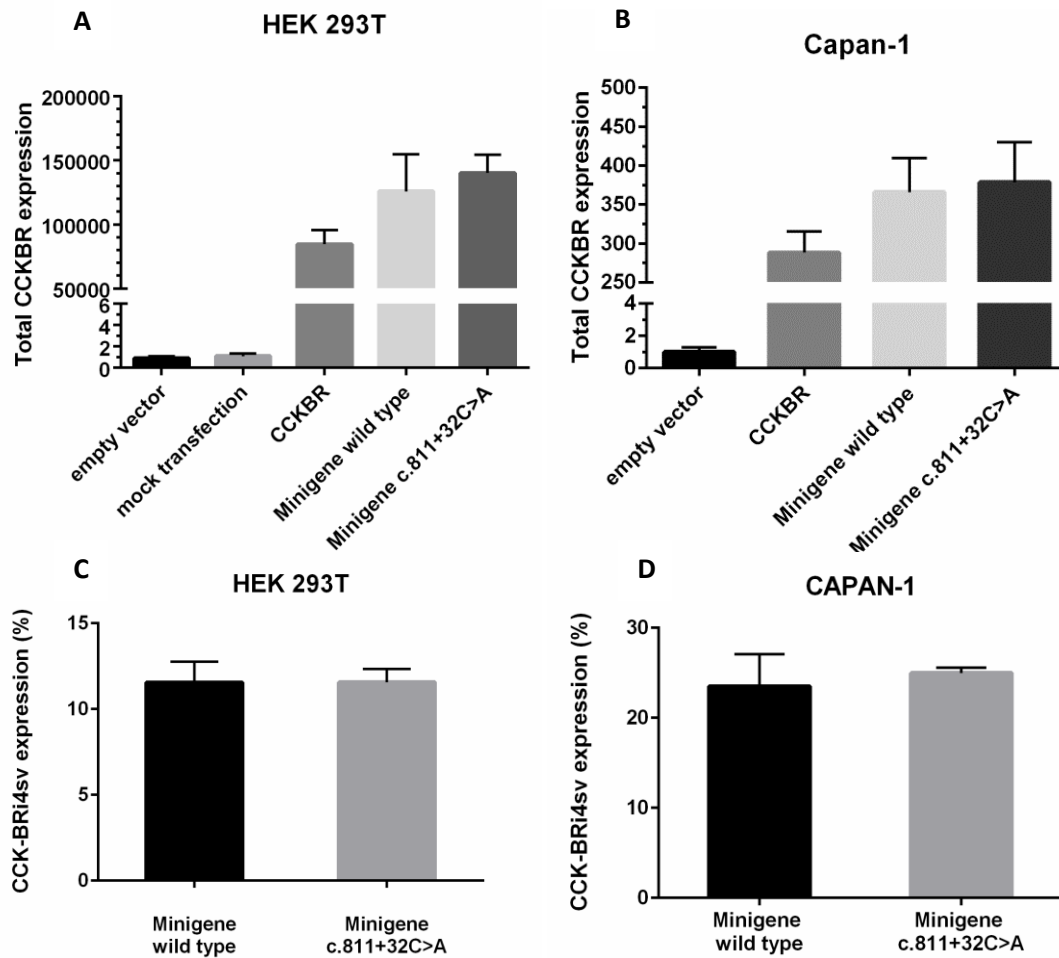 A
HEK 293T
Total CCKBR expression
200000
150000
100000
50000
6
4
2
0
empty vector
mock transfection
CCKBR
Minigene wild type
Minigene c.811+32C>A
B
Capan-1
Total CCKBR expression
500
450
400
350
300
250
4
2
0
empty vector
CCKBR
Minigene wild type
Minigene c.811+32C>A
C
HEK 293T
CCK-BRi4sv expression (%)
15
10
5
0
Minigene
wild type
Minigene
c.811+32C>A
D
CAPAN-1
CCK-BRi4sv expression (%)
30
20
10
0
Minigene
wild type
Minigene
c.811+32C>A